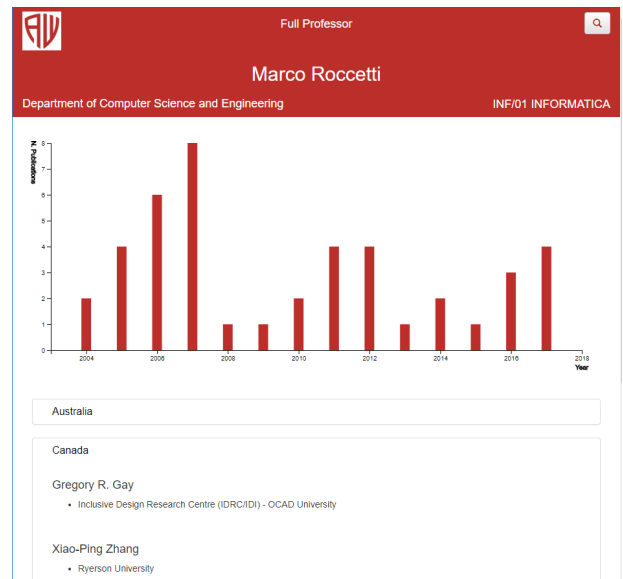 Full Professor
Marco Roccetti
Department of Computer Science and Engineering
INF/01 INFORMATICA
N. Publications
8
7
6
5
4
3
2
1
0
2004 2006 2008 2010 2012 2014 2016 2018
Year
Australia
Canada
Gregory R. Gay
• Inclusive Design Research Centre (IDRC/IDI) - OCAD University
Xiao-Ping Zhang
• Ryerson University